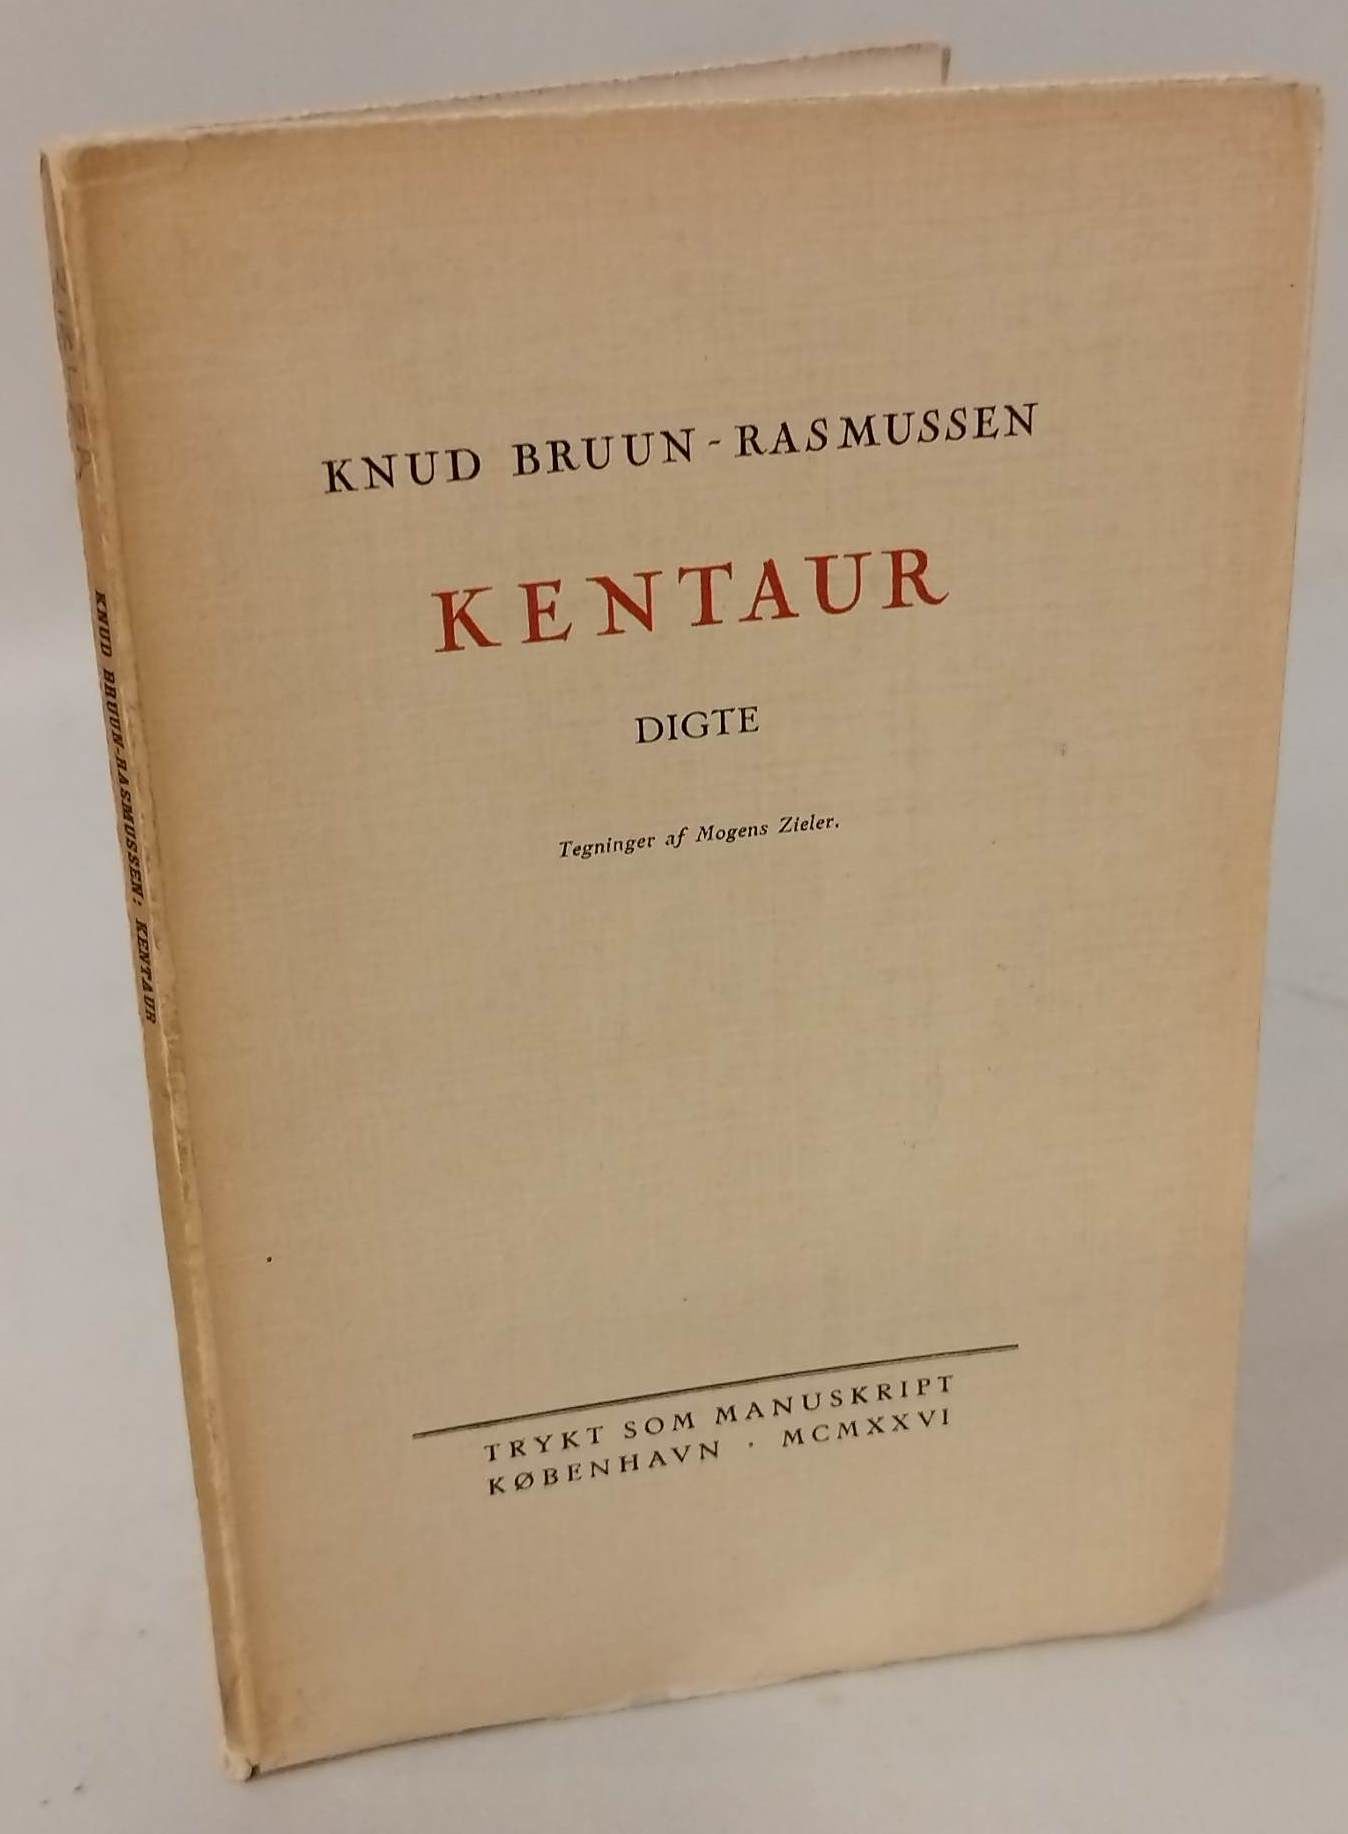 KNUD BRUUN-RASMUSSEN
KENTAUR
DIGTE
Tegninger af Mogens Zieler.
TRYKT SOM MANUSKRIPT
KØBENHAVN · MCMXXVI
KNUD BRUUN-RASMUSSEN: KENTAUR